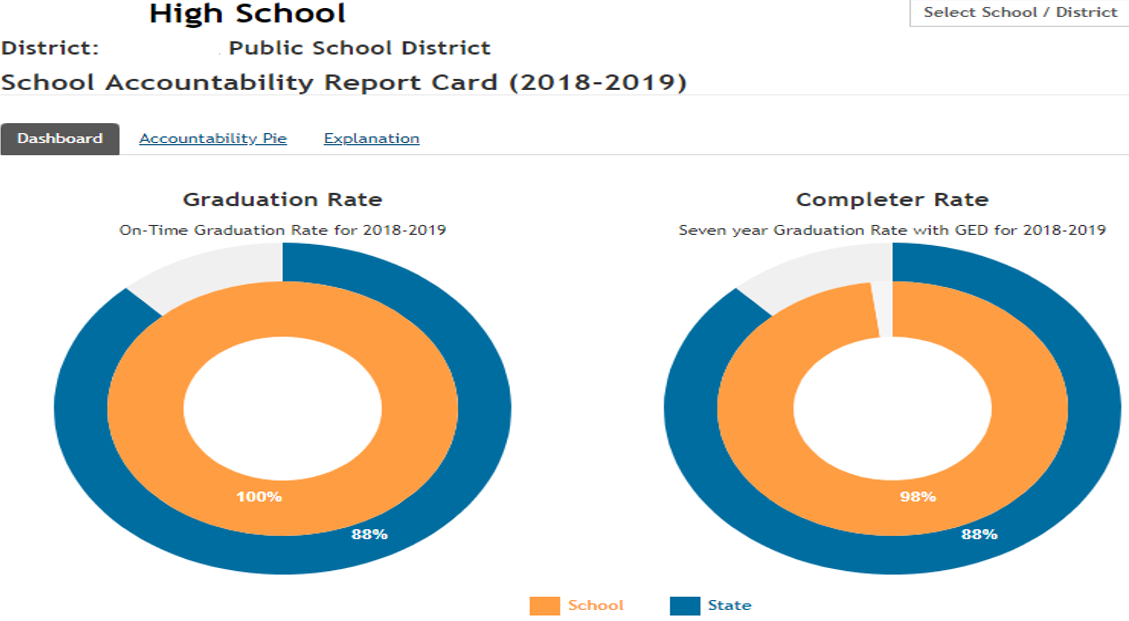 High School
Select School / District
District: Public School District
School Accountability Report Card (2018-2019)
Dashboard Accountability Pie Explanation
Graduation Rate
On-Time Graduation Rate for 2018-2019
100%
88%
Completer Rate
Seven year Graduation Rate with GED for 2018-2019
98%
88%
School State